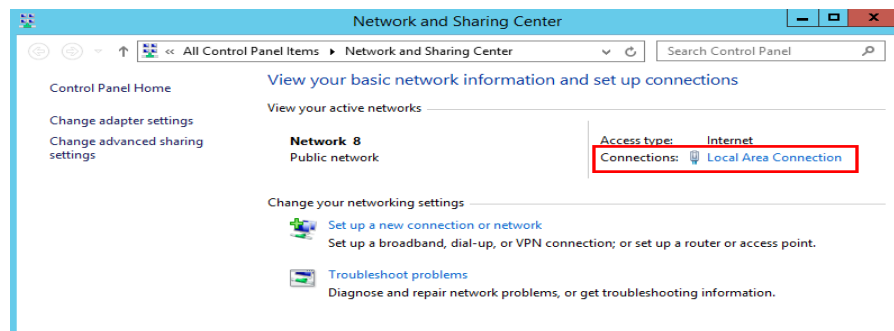 Network and Sharing Center
« All Control Panel Items Network and Sharing Center
Search Control Panel
Control Panel Home
Change adapter settings
Change advanced sharing
settings
View your basic network information and set up connections
View your active networks
Network 8
Public network
Access type: Internet
Connections: Local Area Connection
Change your networking settings
Set up a new connection or network
Set up a broadband, dial-up, or VPN connection; or set up a router or access point.
Troubleshoot problems
Diagnose and repair network problems, or get troubleshooting information.